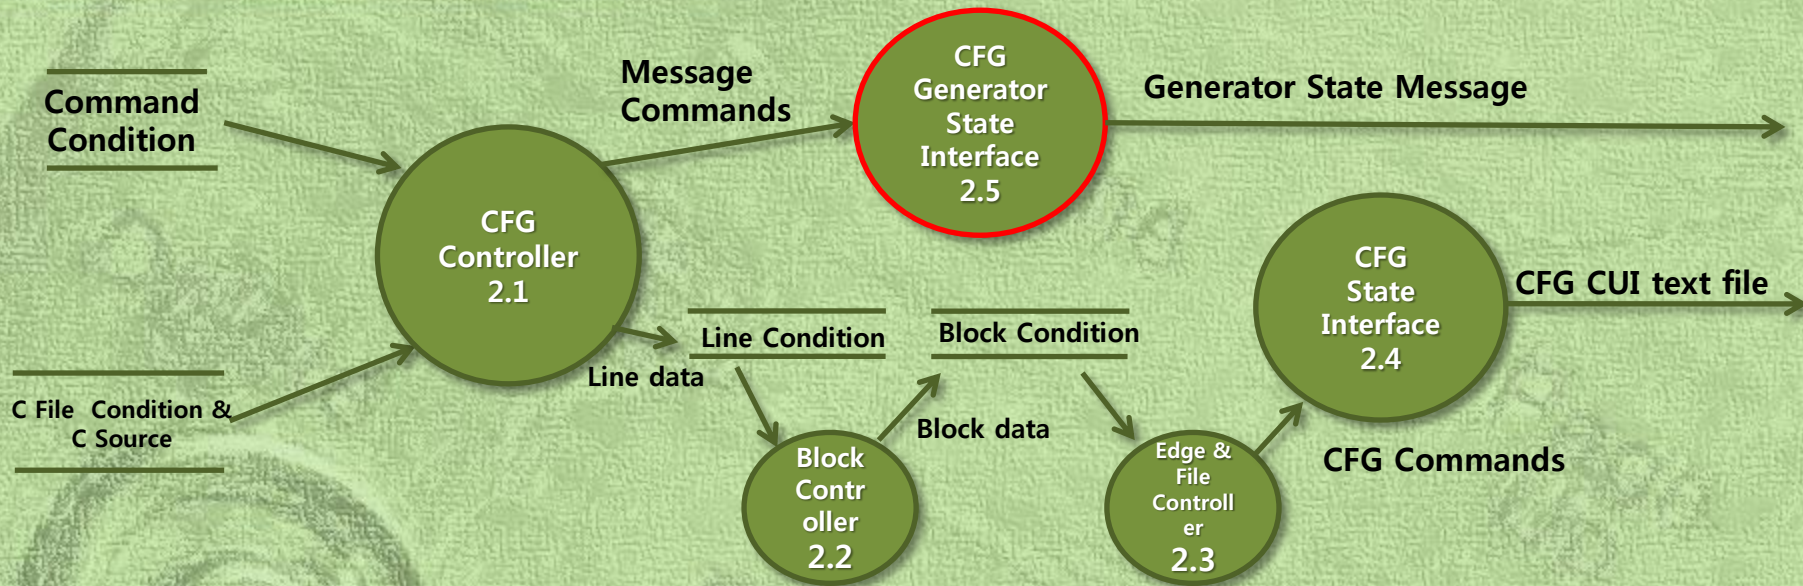 Command
Condition
C File Condition &
C Source
CFG
Controller
2.1
Message
Commands
CFG
Generator
State
Interface
2.5
Generator State Message
Line data
Line Condition
Block
Contr
oller
2.2
Block data
Block Condition
Edge &
File
Controll
er
2.3
CFG Commands
CFG
State
Interface
2.4
CFG CUI text file